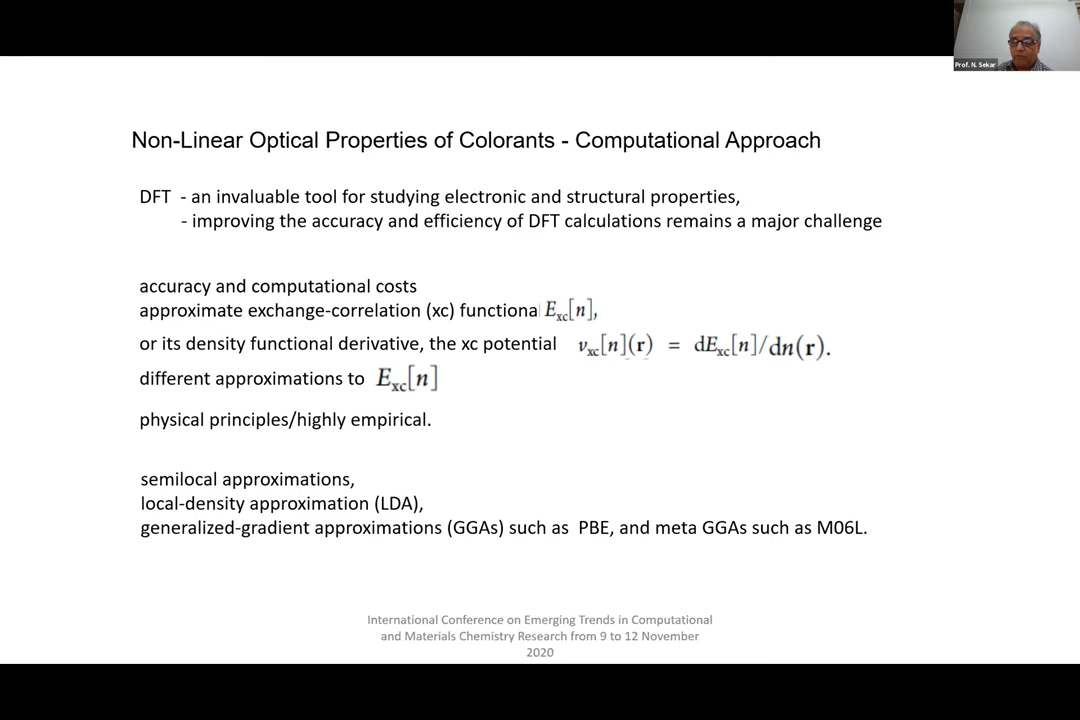 Prof. N. Sekar
Non-Linear Optical Properties of Colorants - Computational Approach
DFT - an invaluable tool for studying electronic and structural properties,
- improving the accuracy and efficiency of DFT calculations remains a major challenge
accuracy and computational costs
approximate exchange-correlation (xc) functiona E_xc[n],
or its density functional derivative, the xc potential v_xc[n](r) = dE_xc[n]/dn(r).
different approximations to E_xc[n]
physical principles/highly empirical.
semilocal approximations,
local-density approximation (LDA),
generalized-gradient approximations (GGAs) such as PBE, and meta GGAs such as M06L.
International Conference on Emerging Trends in Computational
and Materials Chemistry Research from 9 to 12 November
2020